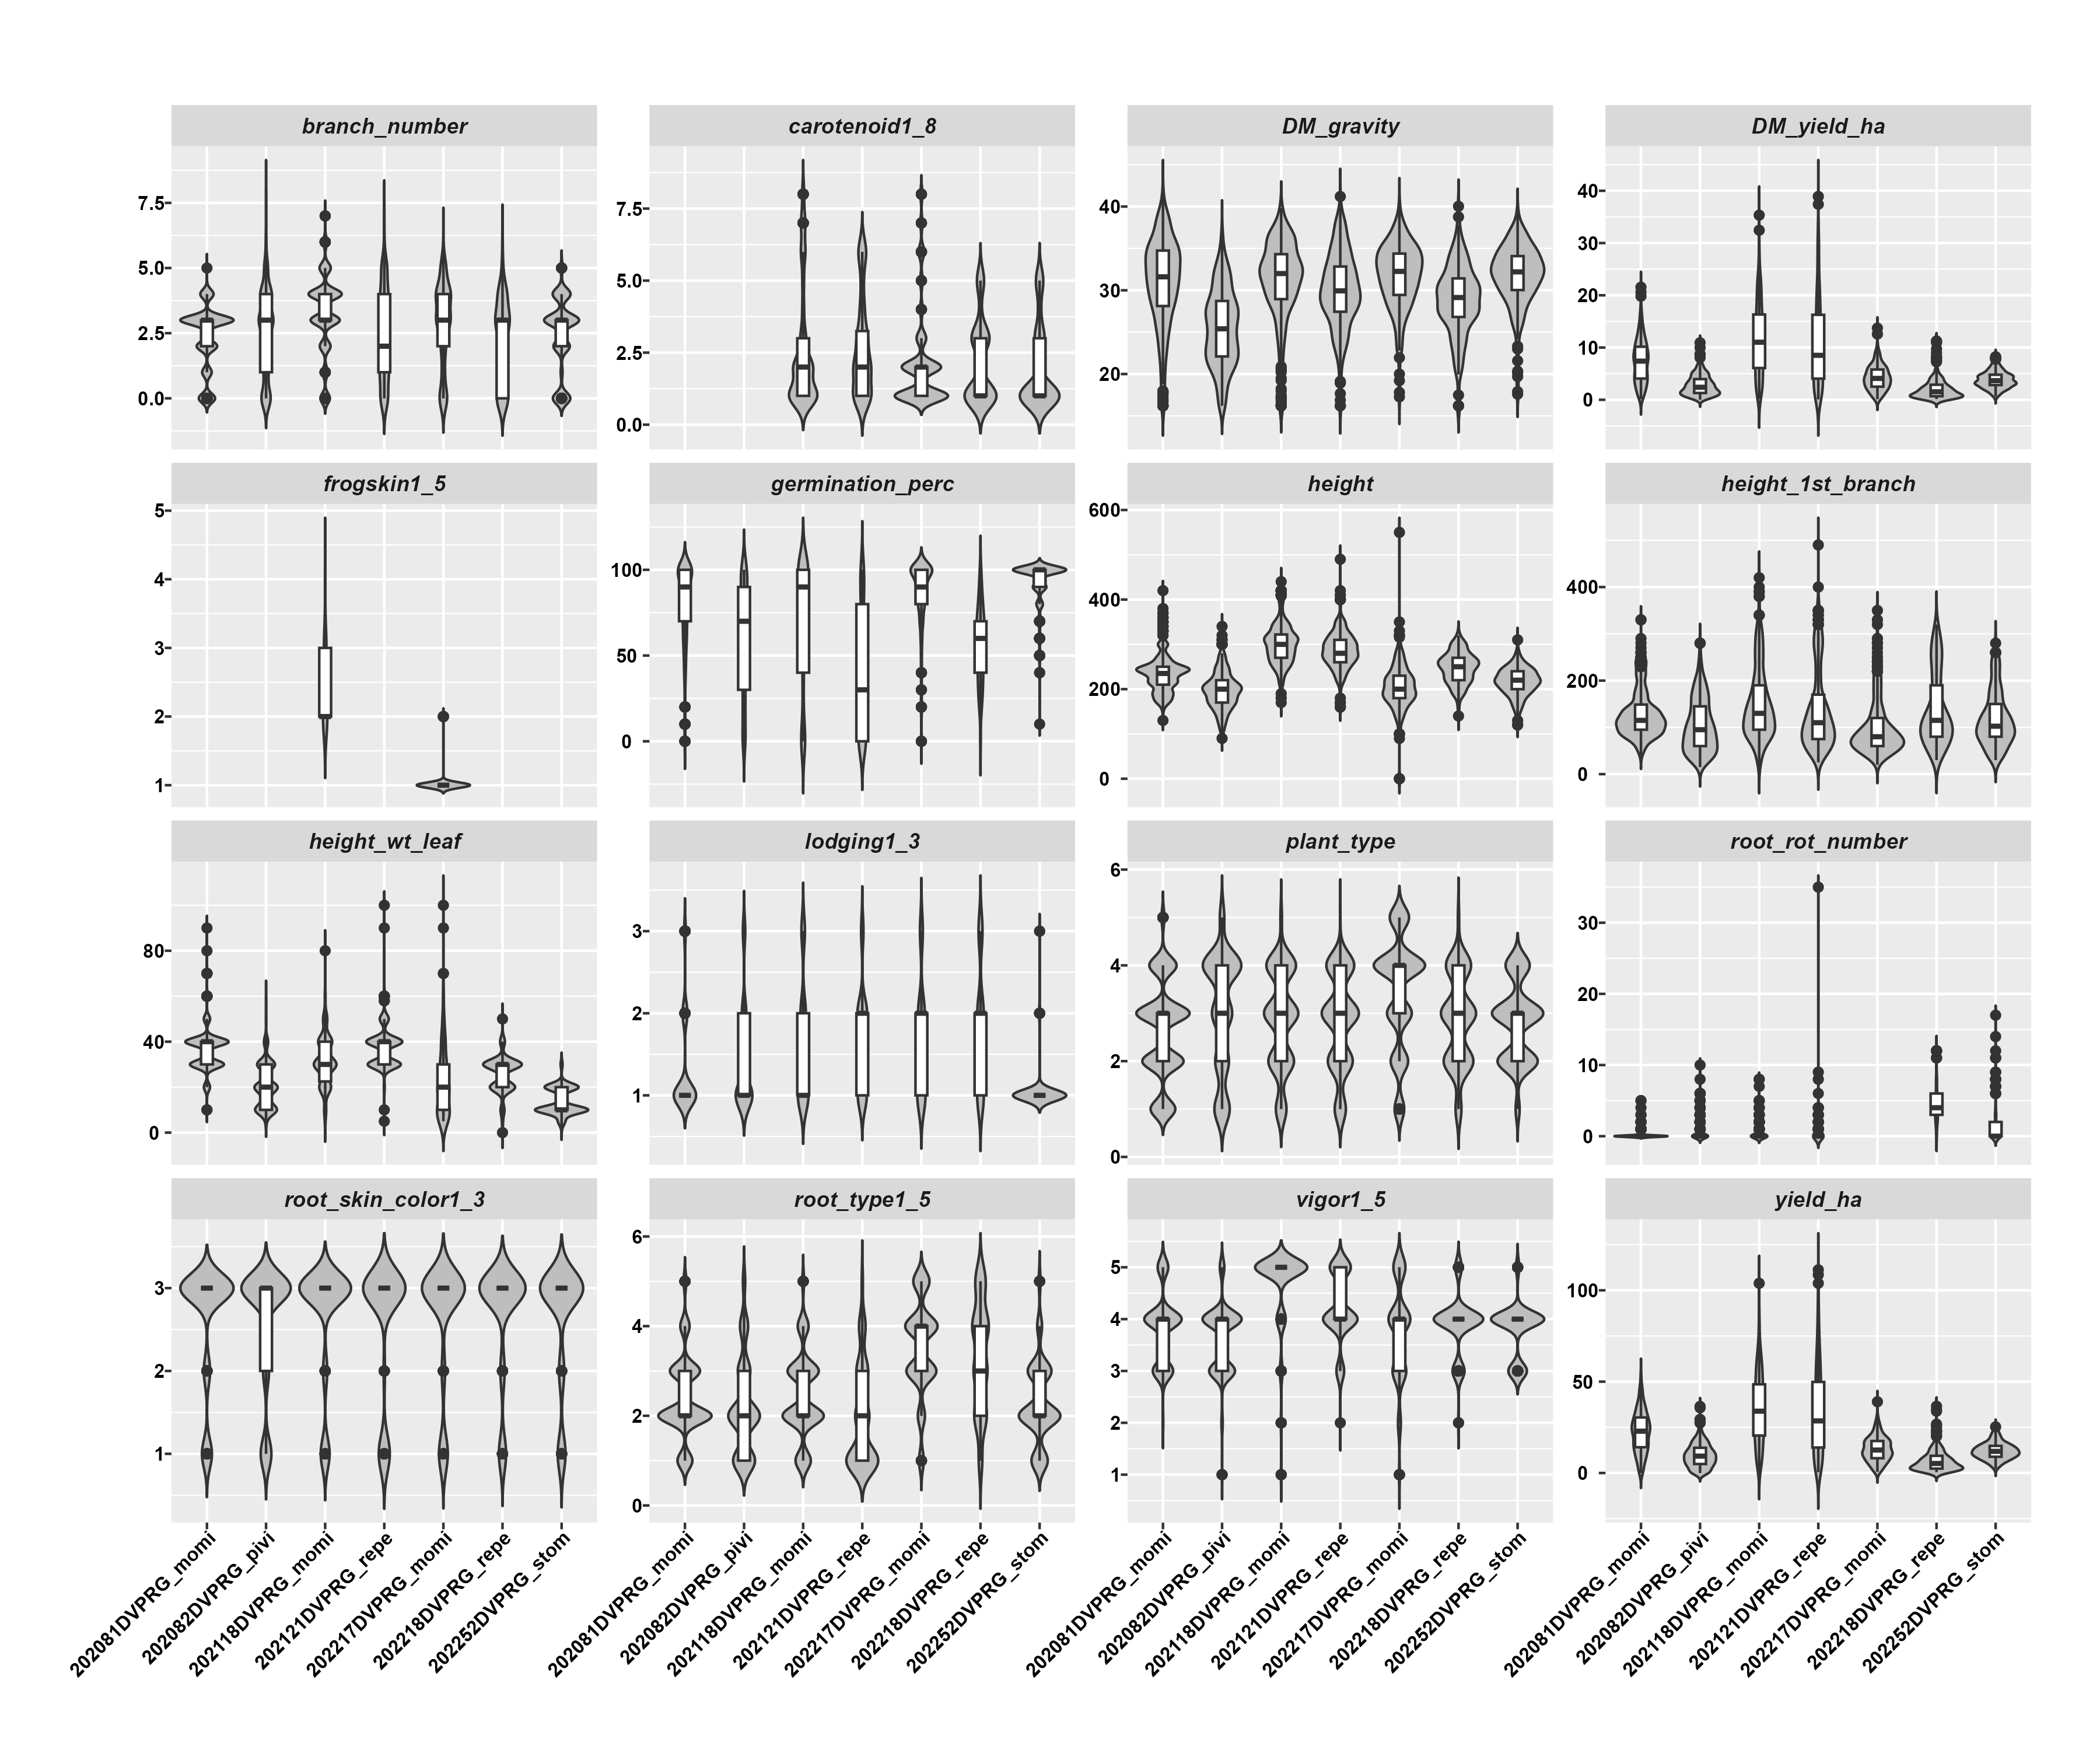 branch_number carotenoid1_8 DM_gravity DM_yield_ha
7.5 5.0 2.5 0.0
7.5 5.0 2.5 0.0
40 30 20
40 30 20 10 0
frogskin1_5 germination_perc height height_1st_branch
5 4 3 2 1
100 50 0
600 400 200 0
400 200 0
height_wt_leaf lodging1_3 plant_type root_rot_number
80 40 0
3 2 1
6 4 2 0
30 20 10 0
root_skin_color1_3 root_type1_5 vigor1_5 yield_ha
3 2 1
6 4 2 0
5 4 3 2 1
100 50 0
202081DVPRG_momi 202082DVPRG_pivi 202118DVPRG_momi 202121DVPRG_repe 202217DVPRG_momi 202218DVPRG_repe 202252DVPRG_stom
202081DVPRG_momi 202082DVPRG_pivi 202118DVPRG_momi 202121DVPRG_repe 202217DVPRG_momi 202218DVPRG_repe 202252DVPRG_stom
202081DVPRG_momi 202082DVPRG_pivi 202118DVPRG_momi 202121DVPRG_repe 202217DVPRG_momi 202218DVPRG_repe 202252DVPRG_stom
202081DVPRG_momi 202082DVPRG_pivi 202118DVPRG_momi 202121DVPRG_repe 202217DVPRG_momi 202218DVPRG_repe 202252DVPRG_stom